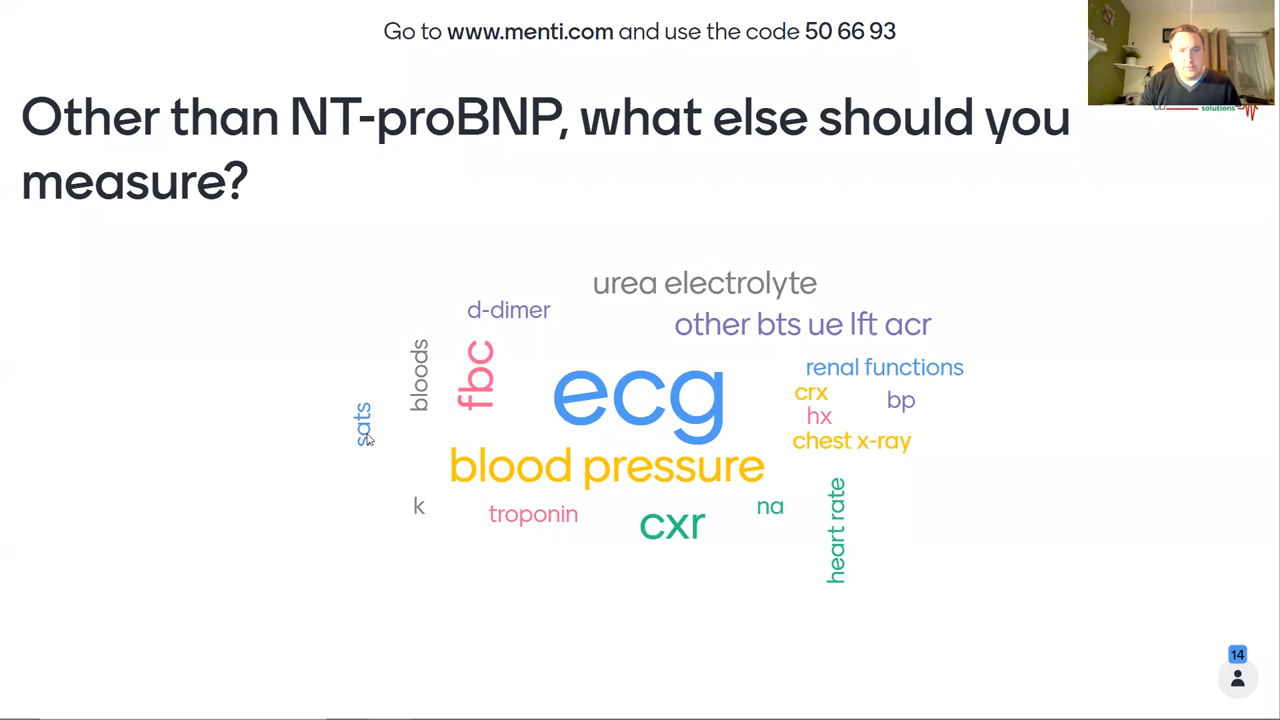 Go to www.menti.com and use the code 50 66 93
solutions
Other than NT-proBNP, what else should you
measure?
urea electrolyte
d-dimer
other bts ue lft acr
bloods
fbc
ecg
renal functions
crx
bp
hx
sats
chest x-ray
blood pressure
k
troponin
cxr
na
heart rate
14